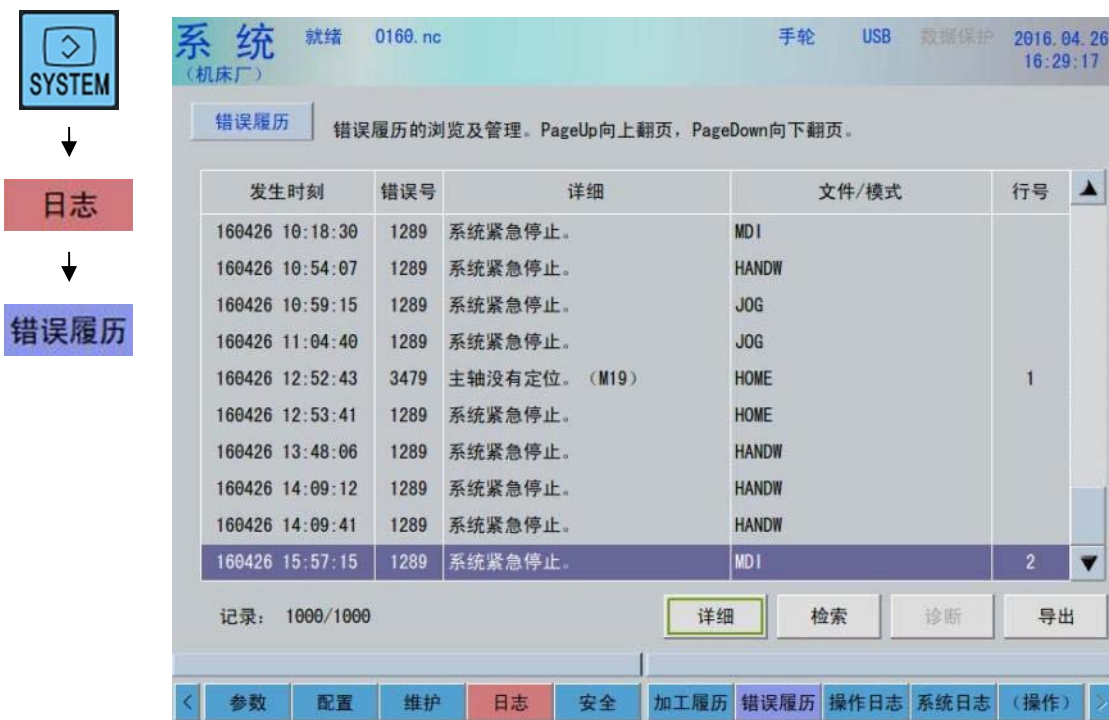 SYSTEM
日志
错误履历
系 统 就绪 0160.nc 手轮 USB 数据保护 2016.04.26
(机床厂) 16:29:17
错误履历 错误履历的浏览及管理。PageUp向上翻页，PageDown向下翻页。
发生时刻 错误号 详细 文件/模式 行号
160426 10:18:30 1289 系统紧急停止。 MDI
160426 10:54:07 1289 系统紧急停止。 HANDW
160426 10:59:15 1289 系统紧急停止。 JOG
160426 11:04:40 1289 系统紧急停止。 JOG
160426 12:52:43 3479 主轴没有定位。（M19） HOME 1
160426 12:53:41 1289 系统紧急停止。 HOME
160426 13:48:06 1289 系统紧急停止。 HANDW
160426 14:09:12 1289 系统紧急停止。 HANDW
160426 14:09:41 1289 系统紧急停止。 HANDW
160426 15:57:15 1289 系统紧急停止。 MDI 2
记录： 1000/1000 详细 检索 诊断 导出
< 参数 配置 维护 日志 安全 加工履历 错误履历 操作日志 系统日志 (操作) >